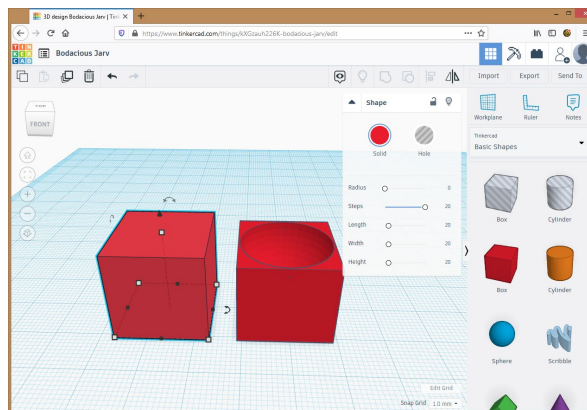 3D design Bodacious Jarv | Tin
https://www.tinkercad.com/things/kXGzauh226K-bodacious-jarv/edit
TIN
KER
CAD
Bodacious Jarv
Import
Export
Send To
FRONT
Shape
Solid
Hole
Radius
0
Steps
20
Length
20
Width
20
Height
20
Workplane
Ruler
Notes
Tinkercad
Basic Shapes
Box
Cylinder
Box
Cylinder
Sphere
Scribble
Edit Grid
Snap Grid 1.0 mm